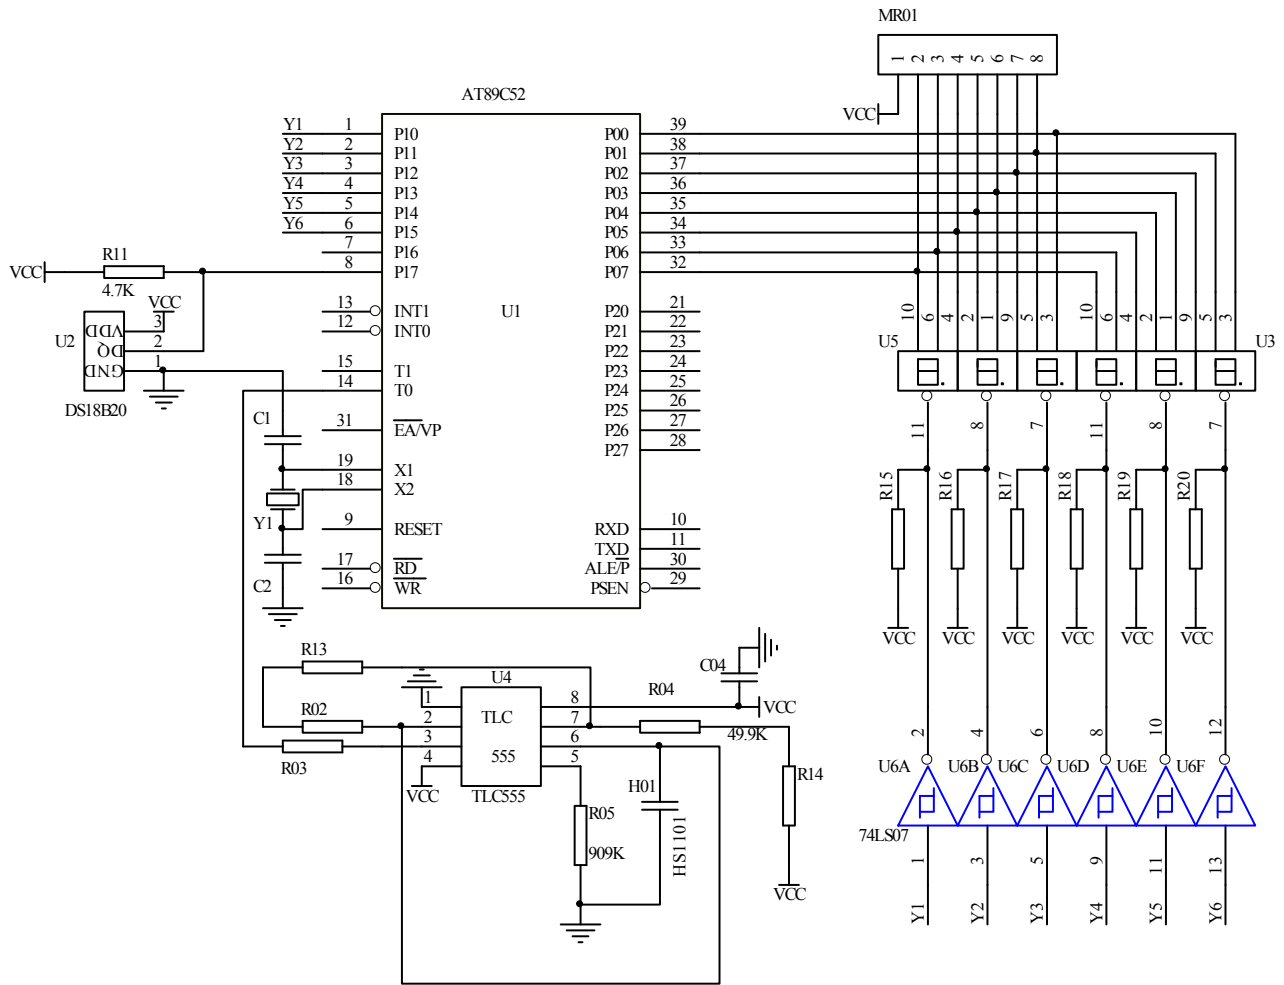 MR01
1 2 3 4 5 6 7 8
VCC
AT89C52
Y1 1 P10 P00 39
Y2 2 P11 P01 38
Y3 3 P12 P02 37
Y4 4 P13 P03 36
Y5 5 P14 P04 35
Y6 6 P15 P05 34
7 P16 P06 33
8 P17 P07 32
VCC R11
4.7K
U1
13 INT1 P20 21
12 INT0 P21 22
P22 23
15 T1 P23 24
14 T0 P24 25
P25 26
31 EA/VP P26 27
P27 28
19 X1
18 X2
9 RESET RXD 10
TXD 11
17 RD ALE/P 30
16 WR PSEN 29
VCC
U2
VDD 3
DQ 2
GND 1
DS18B20
C1
Y1
C2
10 6 4 2 1 9 5 3 10 6 4 2 1 9 5 3
U5 U3
11 8 7 11 8 7
R15 R16 R17 R18 R19 R20
VCC VCC VCC VCC VCC VCC
R13
R02
R03
U4
TLC
555
TLC555
1 8
2 7
3 6
4 5
VCC
C04
VCC
R04
49.9K
R14
VCC
H01
HS1101
R05
909K
2 4 6 8 10 12
U6A U6B U6C U6D U6E U6F
74LS07
1 3 5 9 11 13
Y1 Y2 Y3 Y4 Y5 Y6